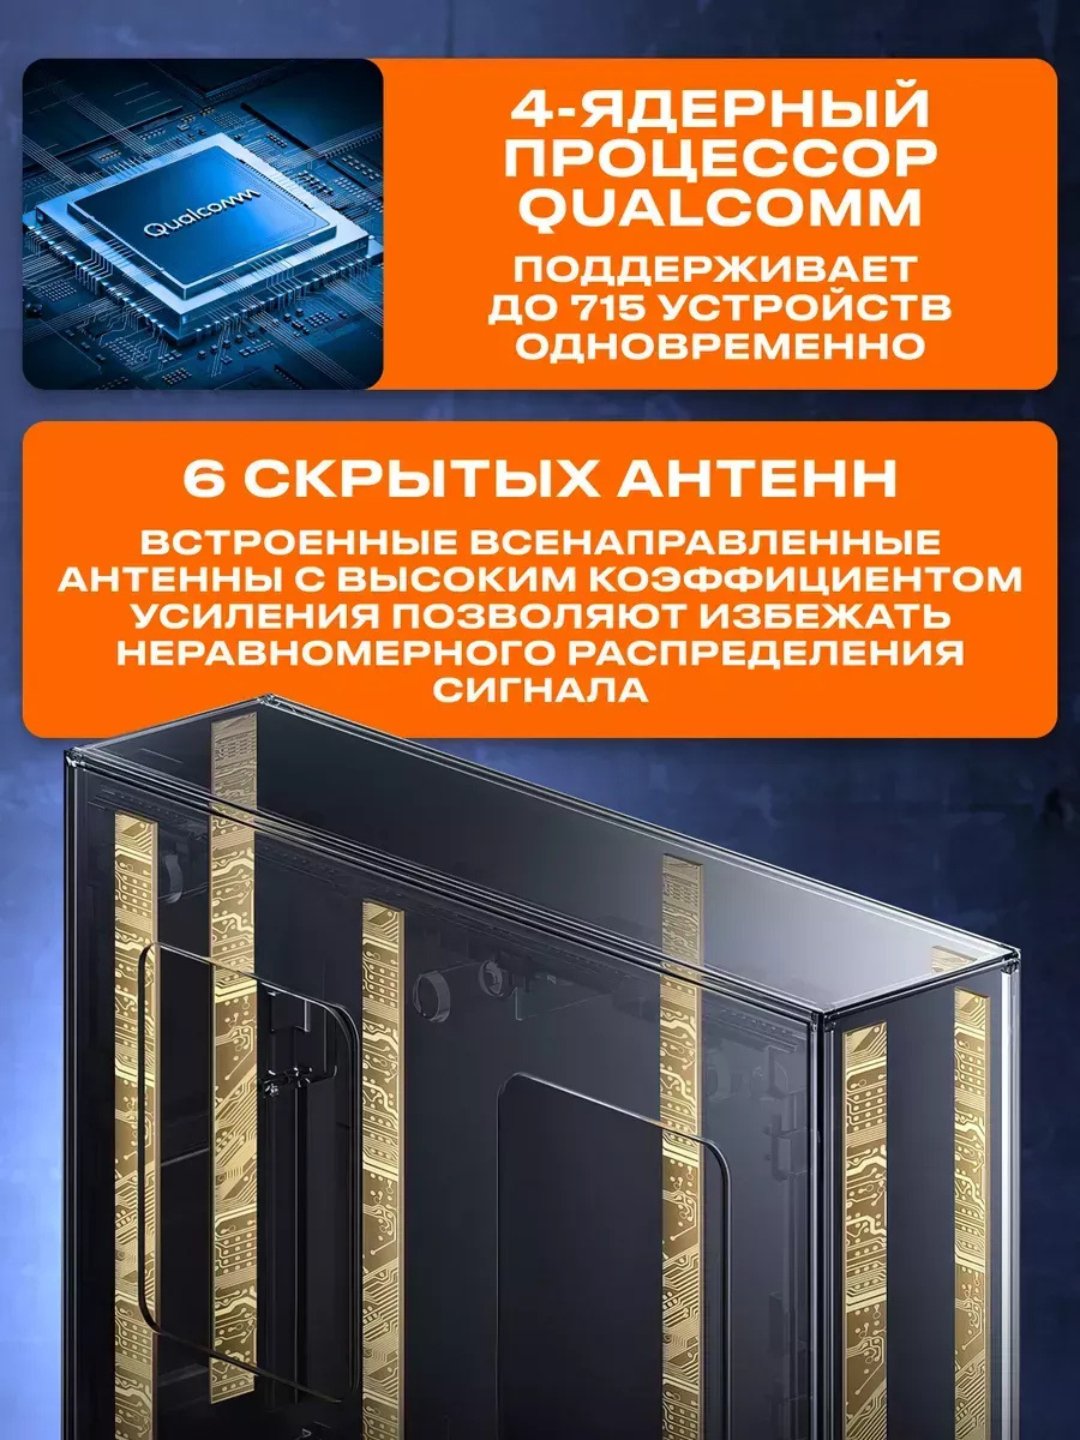 Qualcomm
4-ЯДЕРНЫЙ
ПРОЦЕССОР
QUALCOMM
ПОДДЕРЖИВАЕТ
ДО 715 УСТРОЙСТВ
ОДНОВРЕМЕННО
6 СКРЫТЫХ АНТЕНН
ВСТРОЕННЫЕ ВСЕНАПРАВЛЕННЫЕ
АНТЕННЫ С ВЫСОКИМ КОЭФФИЦИЕНТОМ
УСИЛЕНИЯ ПОЗВОЛЯЮТ ИЗБЕЖАТЬ
НЕРАВНОМЕРНОГО РАСПРЕДЕЛЕНИЯ
СИГНАЛА